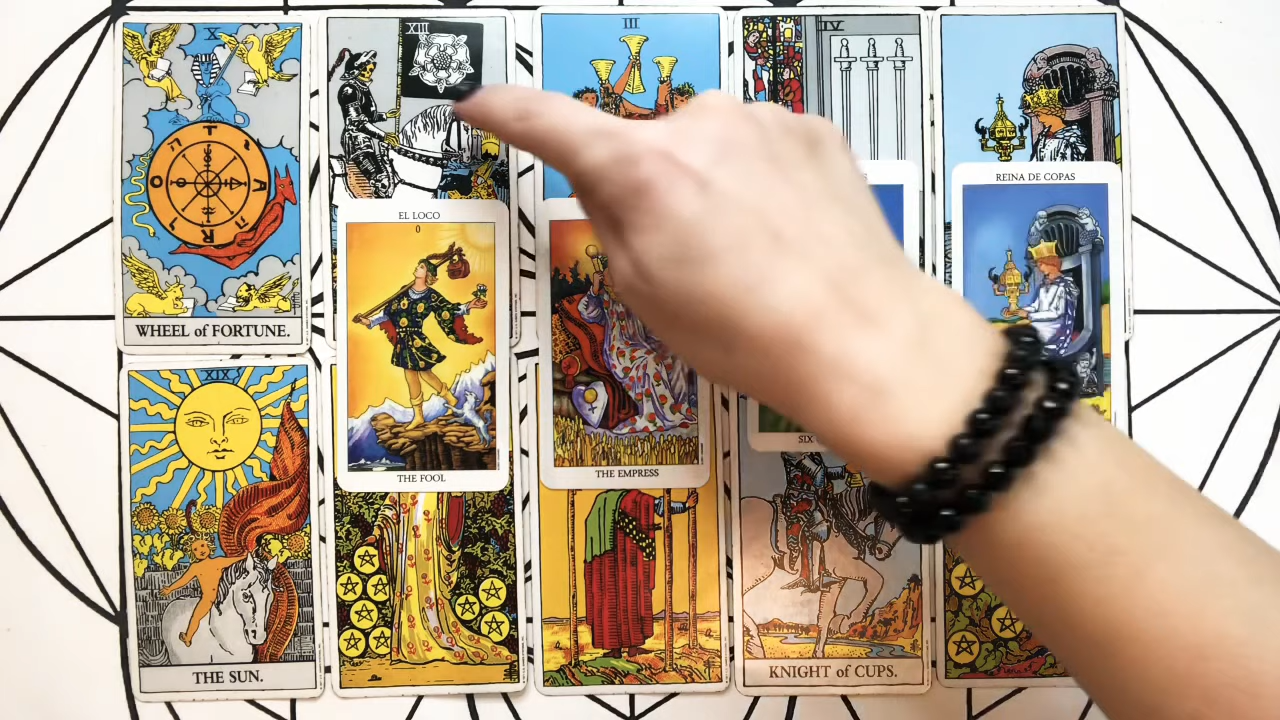 X
WHEEL of FORTUNE.
XIII
III
IV
EL LOCO
0
THE FOOL
THE EMPRESS
SIX
REINA DE COPAS
XIX
THE SUN.
KNIGHT of CUPS.